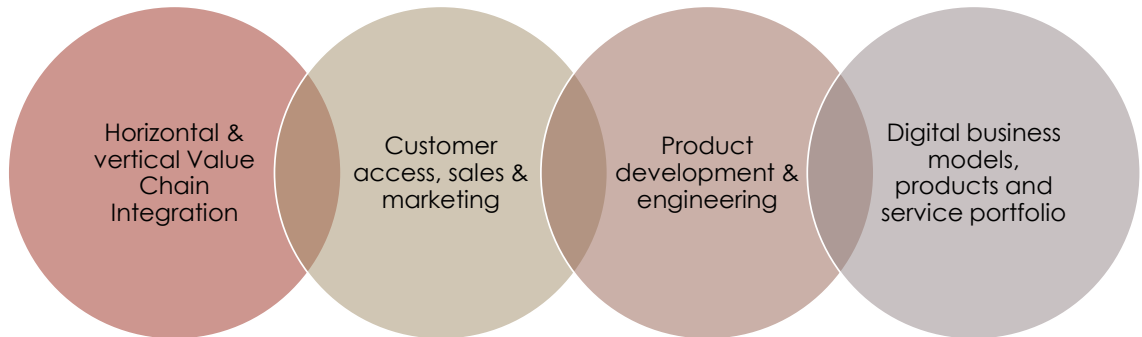 Horizontal &
vertical Value
Chain
Integration
Customer
access, sales &
marketing
Product
development &
engineering
Digital business
models,
products and
service portfolio